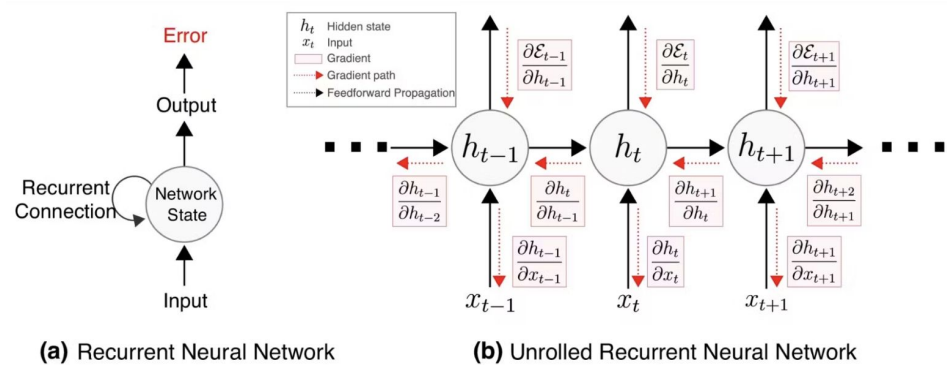 Error
Output
Recurrent
Connection
Network
State
Input
(a) Recurrent Neural Network
h_t Hidden state
x_t Input
Gradient
Gradient path
Feedforward Propagation
∂ℰ_{t−1}/∂h_{t−1}
∂ℰ_t/∂h_t
∂ℰ_{t+1}/∂h_{t+1}
h_{t−1}
h_t
h_{t+1}
∂h_{t−1}/∂h_{t−2}
∂h_t/∂h_{t−1}
∂h_{t+1}/∂h_t
∂h_{t+2}/∂h_{t+1}
∂h_{t−1}/∂x_{t−1}
∂h_t/∂x_t
∂h_{t+1}/∂x_{t+1}
x_{t−1}
x_t
x_{t+1}
(b) Unrolled Recurrent Neural Network